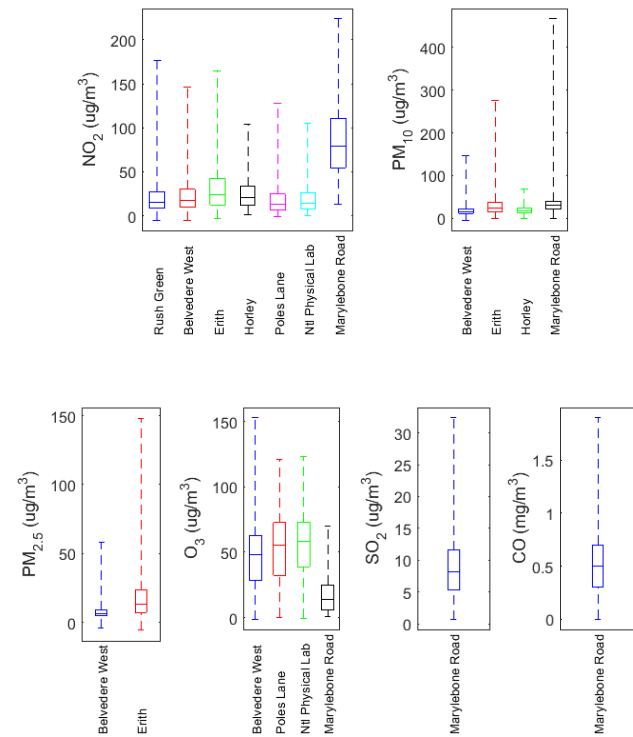 NO2 (ug/m3)
200
150
100
50
0
Rush Green
Belvedere West
Erith
Horley
Poles Lane
Ntl Physical Lab
Marylebone Road
PM10 (ug/m3)
400
300
200
100
0
Belvedere West
Erith
Horley
Marylebone Road
PM2.5 (ug/m3)
150
100
50
0
Belvedere West
Erith
O3 (ug/m3)
150
100
50
0
Belvedere West
Poles Lane
Ntl Physical Lab
Marylebone Road
SO2 (ug/m3)
30
25
20
15
10
5
0
Marylebone Road
CO (mg/m3)
1.5
1
0.5
0
Marylebone Road